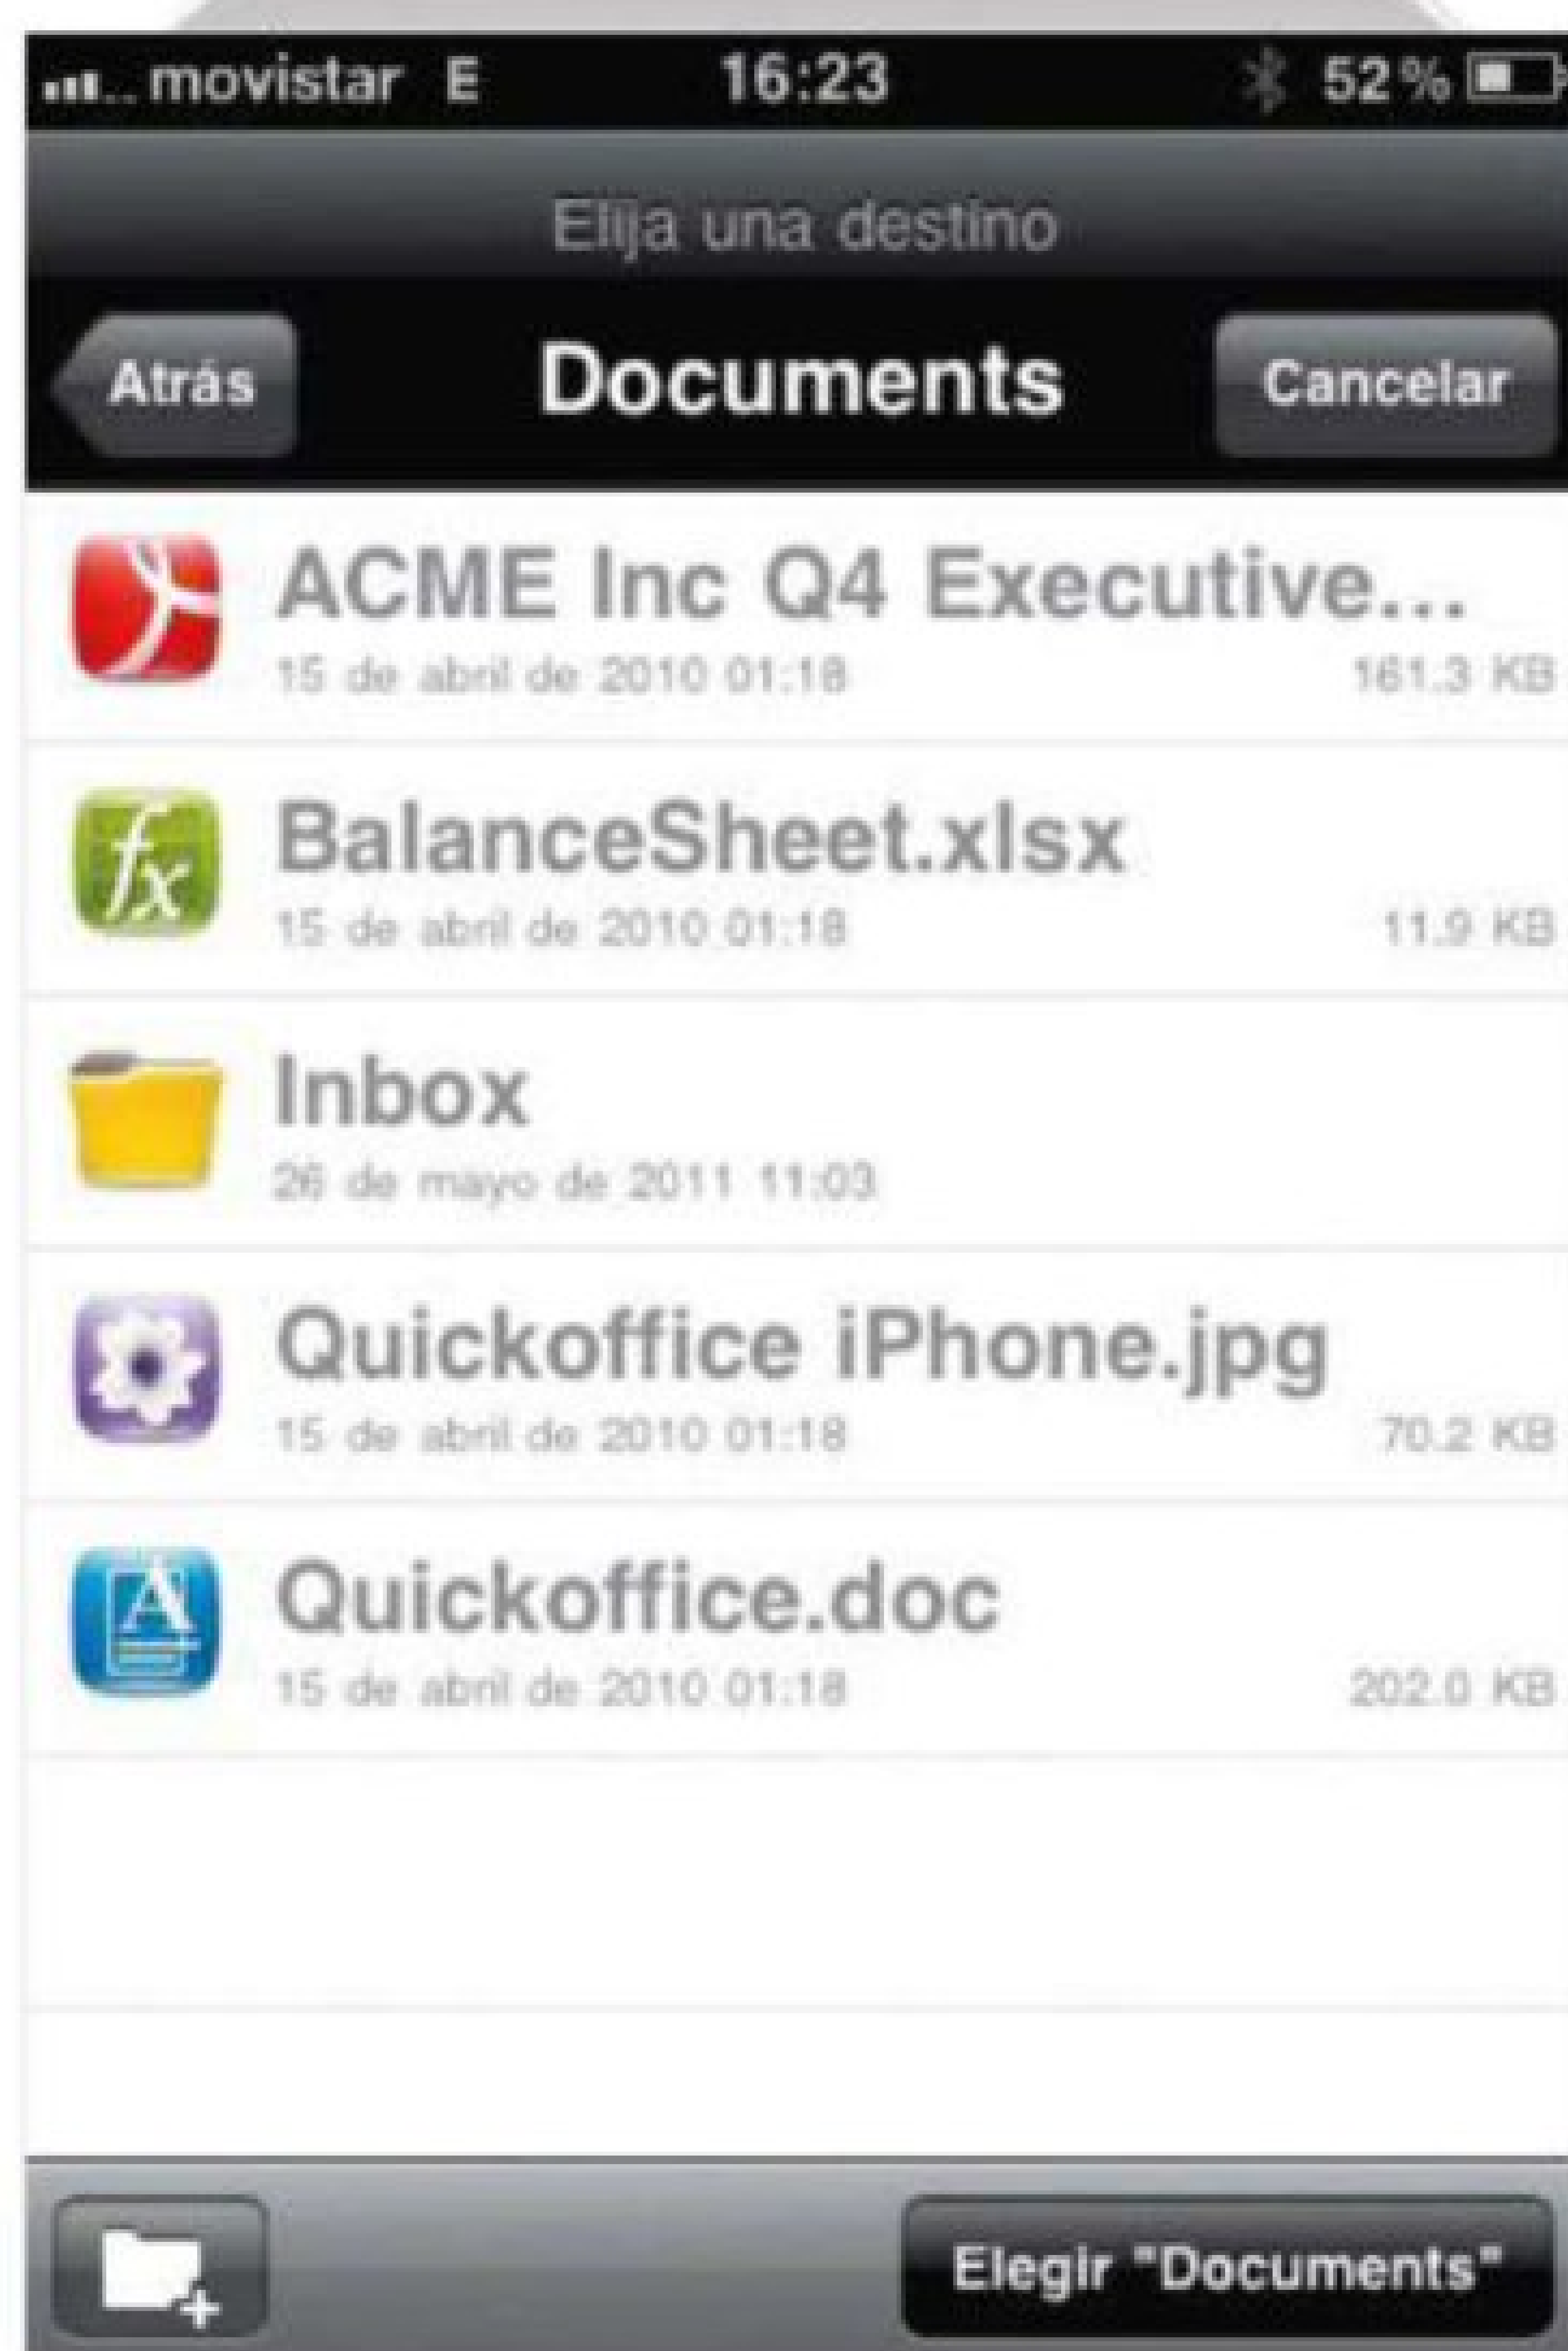 movistar E 16:23 52%
Elija una destino
Atrás Documents Cancelar
ACME Inc Q4 Executive...
15 de abril de 2010 01:18 161.3 KB
BalanceSheet.xlsx
15 de abril de 2010 01:18 11.9 KB
Inbox
26 de mayo de 2011 11:03
Quickoffice iPhone.jpg
15 de abril de 2010 01:18 70.2 KB
Quickoffice.doc
15 de abril de 2010 01:18 202.0 KB
Elegir "Documents"